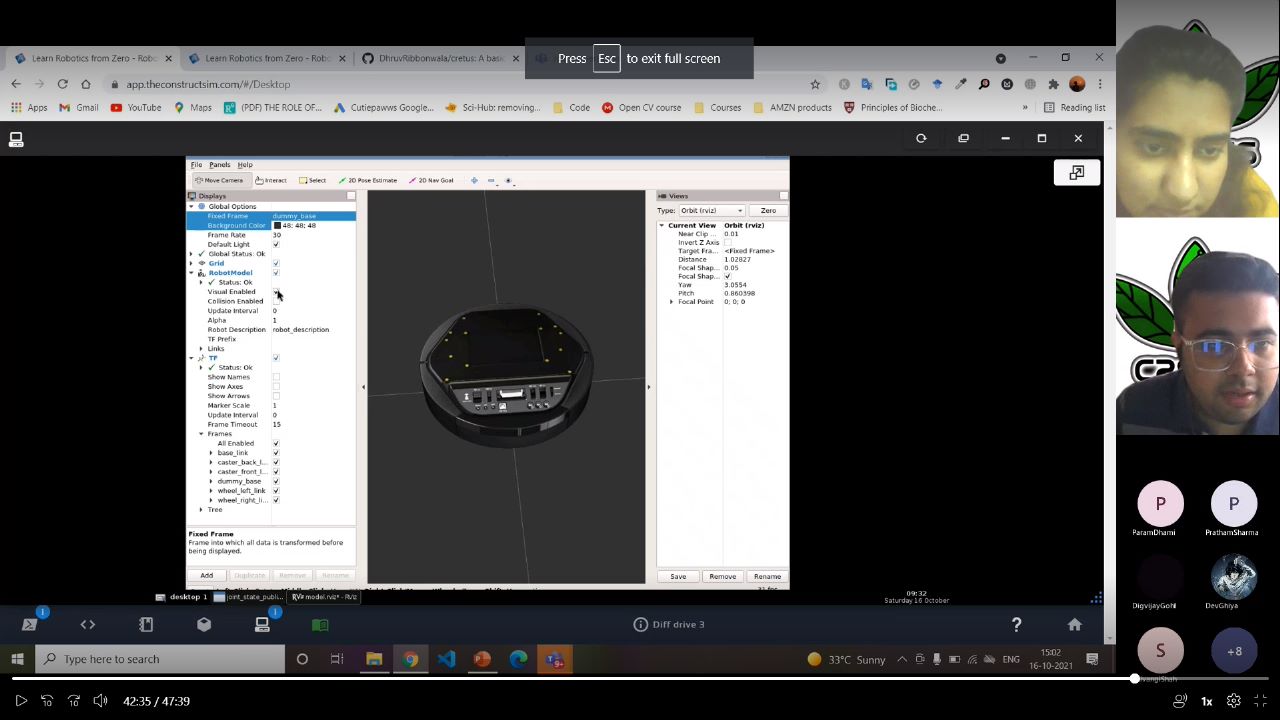 Press Esc to exit full screen
Learn Robotics from Zero - Robo
Learn Robotics from Zero - Robo
DhruvRibbonwala/cretus: A basi
app.theconstructsim.com/#/Desktop
Apps
Gmail
YouTube
Maps
(PDF) THE ROLE OF...
Cutiepawws Google...
Sci-Hub: removing...
Code
Open CV course
Courses
AMZN products
Principles of Bioche...
»
Reading list
File Panels Help
Move Camera
Interact
Select
2D Pose Estimate
2D Nav Goal
Displays
Global Options
Fixed Frame dummy_base
Background Color 48; 48; 48
Frame Rate 30
Default Light
Global Status: Ok
Grid
RobotModel
Status: Ok
Visual Enabled
Collision Enabled
Update Interval 0
Alpha 1
Robot Description robot_description
TF Prefix
Links
TF
Status: Ok
Show Names
Show Axes
Show Arrows
Marker Scale 1
Update Interval 0
Frame Timeout 15
Frames
All Enabled
base_link
caster_back_l...
caster_front_l...
dummy_base
wheel_left_link
wheel_right_li...
Tree
Fixed Frame
Frame into which all data is transformed before
being displayed.
Add Duplicate Remove Rename
Views
Type: Orbit (rviz) Zero
Current View Orbit (rviz)
Near Clip ... 0.01
Invert Z Axis
Target Fra... <Fixed Frame>
Distance 1.02827
Focal Shap... 0.05
Focal Shap...
Yaw 3.0554
Pitch 0.860398
Focal Point 0; 0; 0
Save Remove Rename
31 fps
desktop 1
joint_state_publi...
model.rviz* - RViz
09:32
Saturday 16 October
1
1
Diff drive 3
?
Type here to search
9+
33°C Sunny
ENG
15:02
16-10-2021
P
ParamDhami
P
PrathamSharma
DigvijayGohil
DevGhiya
S
+8
10
10
42:35 / 47:39
1x